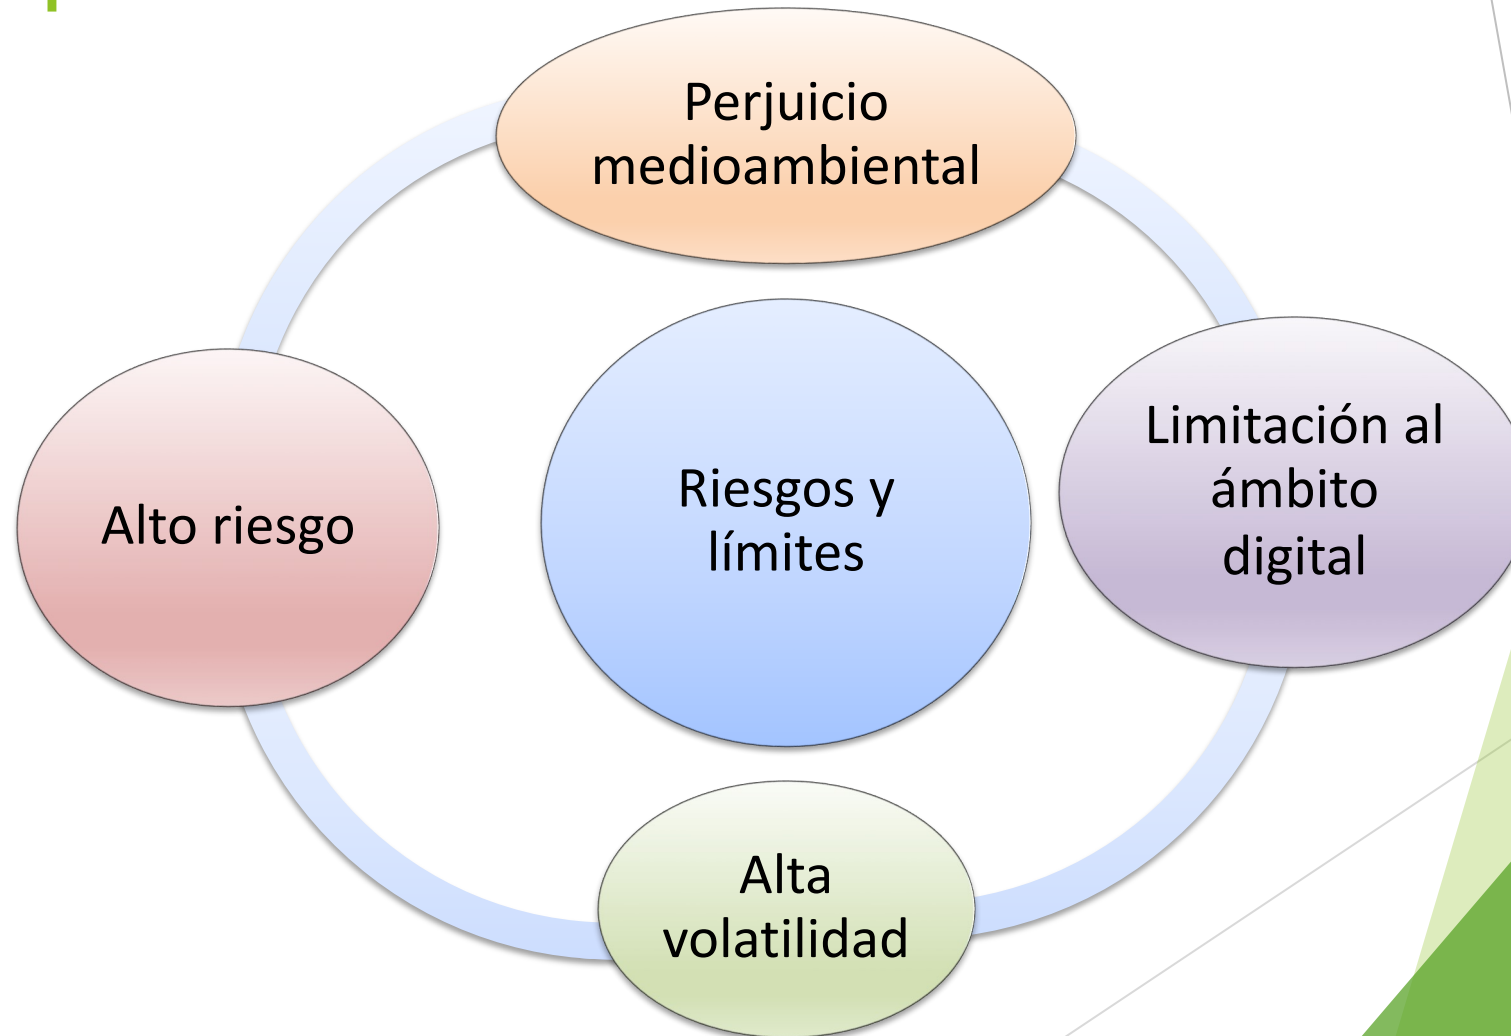 Perjuicio
medioambiental
Limitación al
ámbito
digital
Riesgos y
límites
Alto riesgo
Alta
volatilidad